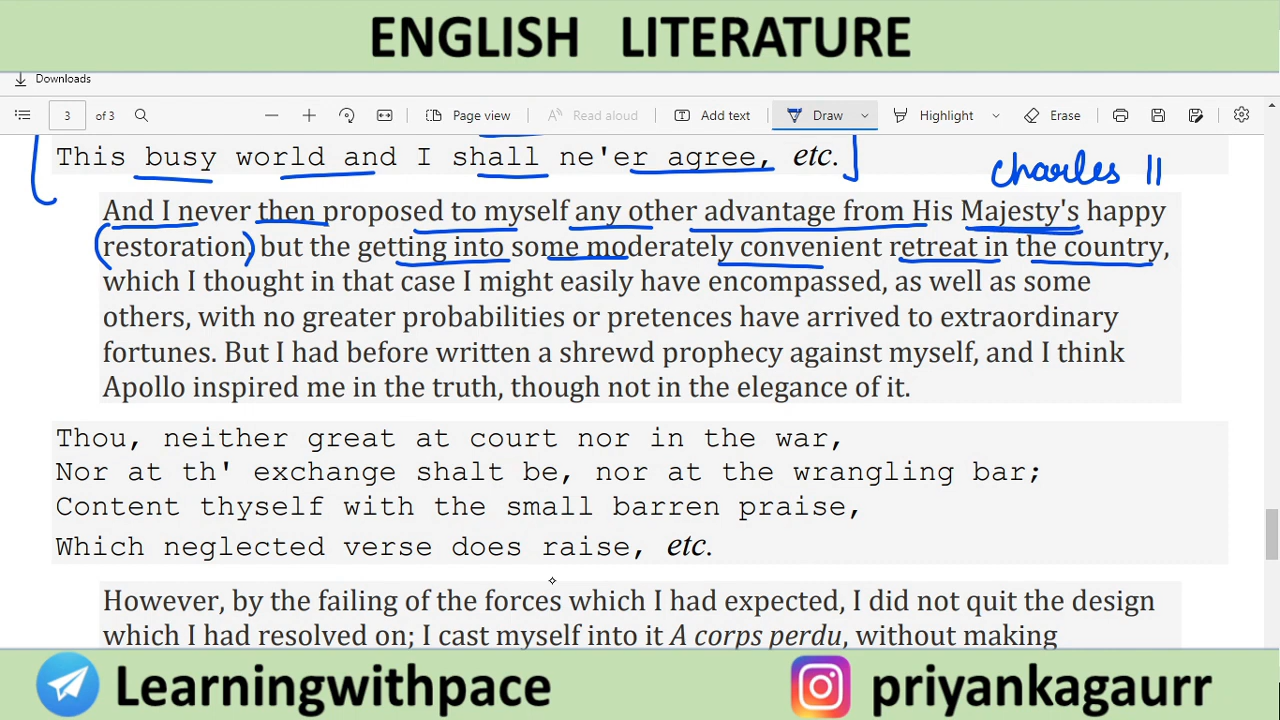 ENGLISH LITERATURE
Downloads
3 of 3 Page view Read aloud Add text Draw Highlight Erase
This busy world and I shall ne'er agree, etc.
Charles II
And I never then proposed to myself any other advantage from His Majesty's happy
restoration, but the getting into some moderately convenient retreat in the country,
which I thought in that case I might easily have encompassed, as well as some
others, with no greater probabilities or pretences have arrived to extraordinary
fortunes. But I had before written a shrewd prophecy against myself, and I think
Apollo inspired me in the truth, though not in the elegance of it.
Thou, neither great at court nor in the war,
Nor at th' exchange shalt be, nor at the wrangling bar;
Content thyself with the small barren praise,
Which neglected verse does raise, etc.
However, by the failing of the forces which I had expected, I did not quit the design
which I had resolved on; I cast myself into it A corps perdu, without making
Learningwithpace priyankagaurr